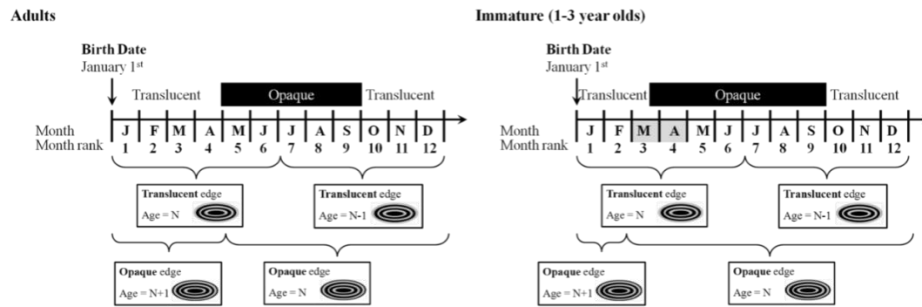 Adults
Birth Date
January 1st
Translucent Opaque Translucent
Month J F M A M J J A S O N D
Month rank 1 2 3 4 5 6 7 8 9 10 11 12
Translucent edge
Age = N
Translucent edge
Age = N-1
Opaque edge
Age = N+1
Opaque edge
Age = N
Immature (1-3 year olds)
Birth Date
January 1st
Translucent Opaque Translucent
Month J F M A M J J A S O N D
Month rank 1 2 3 4 5 6 7 8 9 10 11 12
Translucent edge
Age = N
Translucent edge
Age = N-1
Opaque edge
Age = N+1
Opaque edge
Age = N